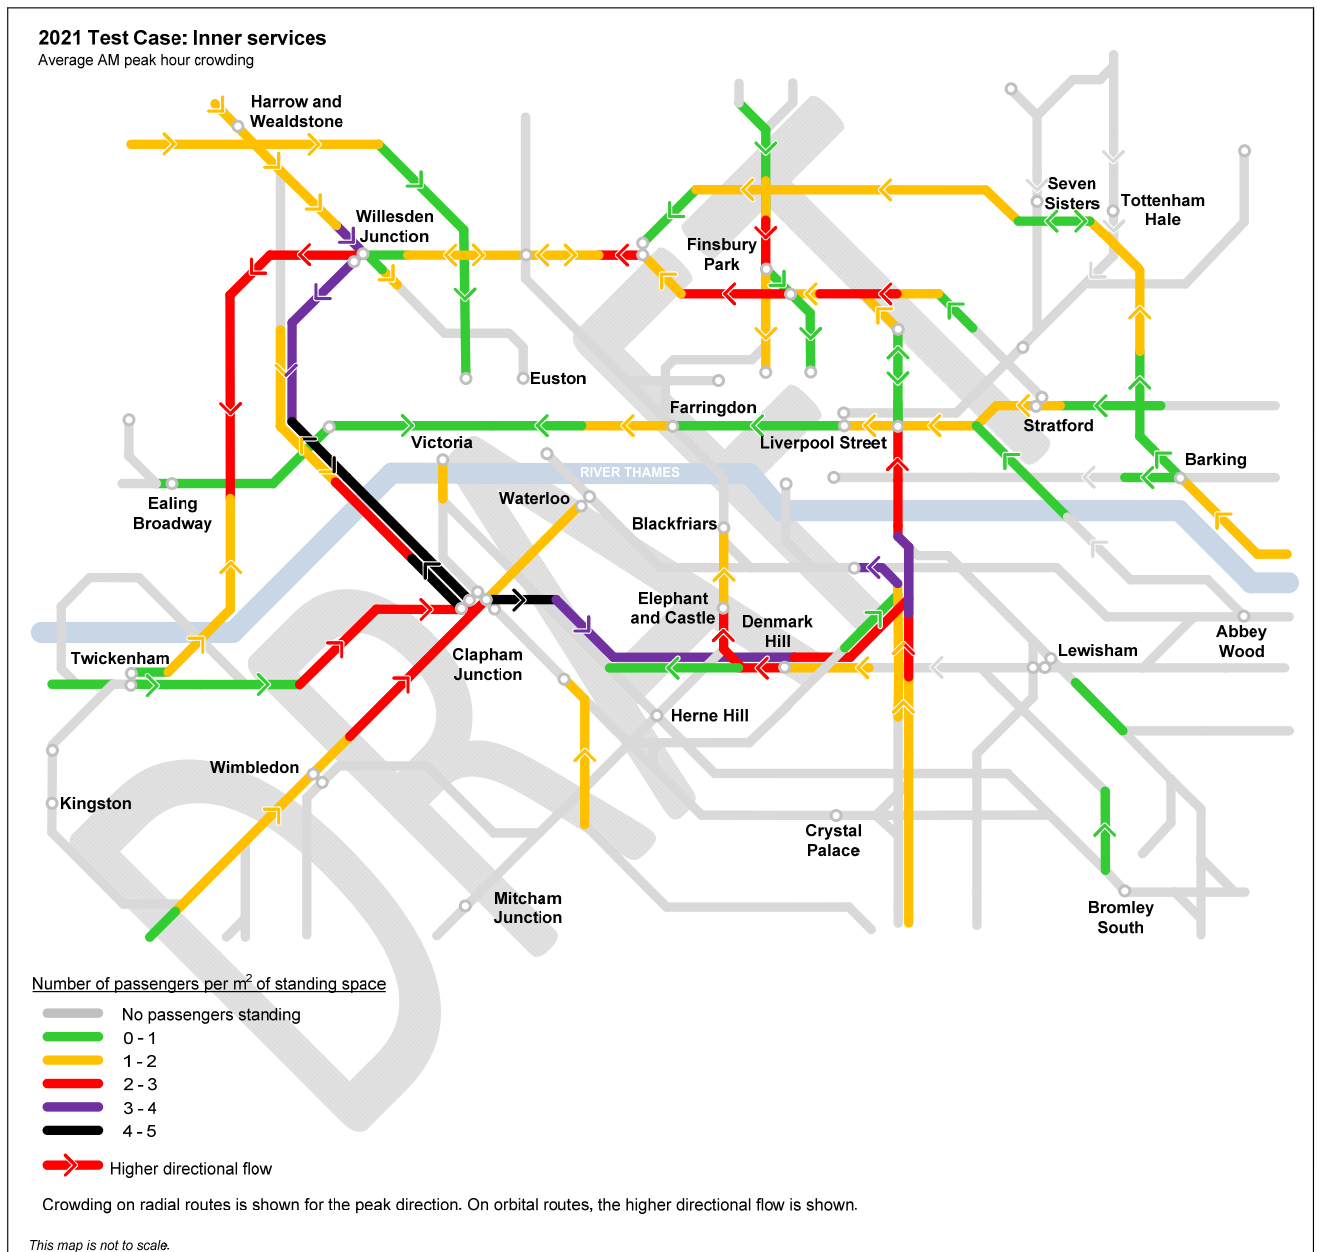 2021 Test Case: Inner services
Average AM peak hour crowding
Harrow and
Wealdstone
Willesden
Junction
Finsbury
Park
Seven
Sisters
Tottenham
Hale
Euston
Farringdon
Liverpool Street
Stratford
Victoria
Barking
RIVER THAMES
Ealing
Broadway
Waterloo
Blackfriars
Elephant
and Castle
Denmark
Hill
Abbey
Wood
Twickenham
Clapham
Junction
Lewisham
Herne Hill
Wimbledon
Kingston
Crystal
Palace
Mitcham
Junction
Bromley
South
DRAFT
Number of passengers per m2 of standing space
No passengers standing
0 - 1
1 - 2
2 - 3
3 - 4
4 - 5
Higher directional flow
Crowding on radial routes is shown for the peak direction. On orbital routes, the higher directional flow is shown.
This map is not to scale.